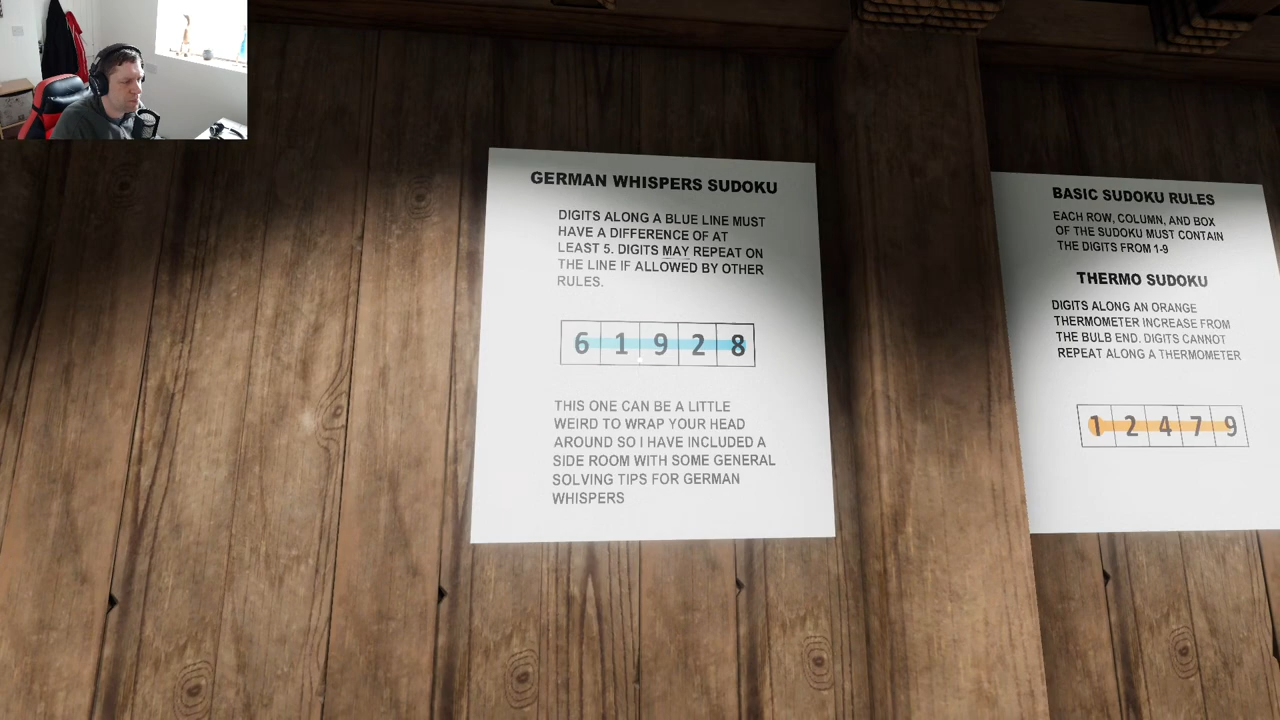 GERMAN WHISPERS SUDOKU
DIGITS ALONG A BLUE LINE MUST
HAVE A DIFFERENCE OF AT
LEAST 5. DIGITS MAY REPEAT ON
THE LINE IF ALLOWED BY OTHER
RULES.
6 1 9 2 8
THIS ONE CAN BE A LITTLE
WEIRD TO WRAP YOUR HEAD
AROUND SO I HAVE INCLUDED A
SIDE ROOM WITH SOME GENERAL
SOLVING TIPS FOR GERMAN
WHISPERS
BASIC SUDOKU RULES
EACH ROW, COLUMN, AND BOX
OF THE SUDOKU MUST CONTAIN
THE DIGITS FROM 1-9
THERMO SUDOKU
DIGITS ALONG AN ORANGE
THERMOMETER INCREASE FROM
THE BULB END. DIGITS CANNOT
REPEAT ALONG A THERMOMETER
1 2 4 7 9